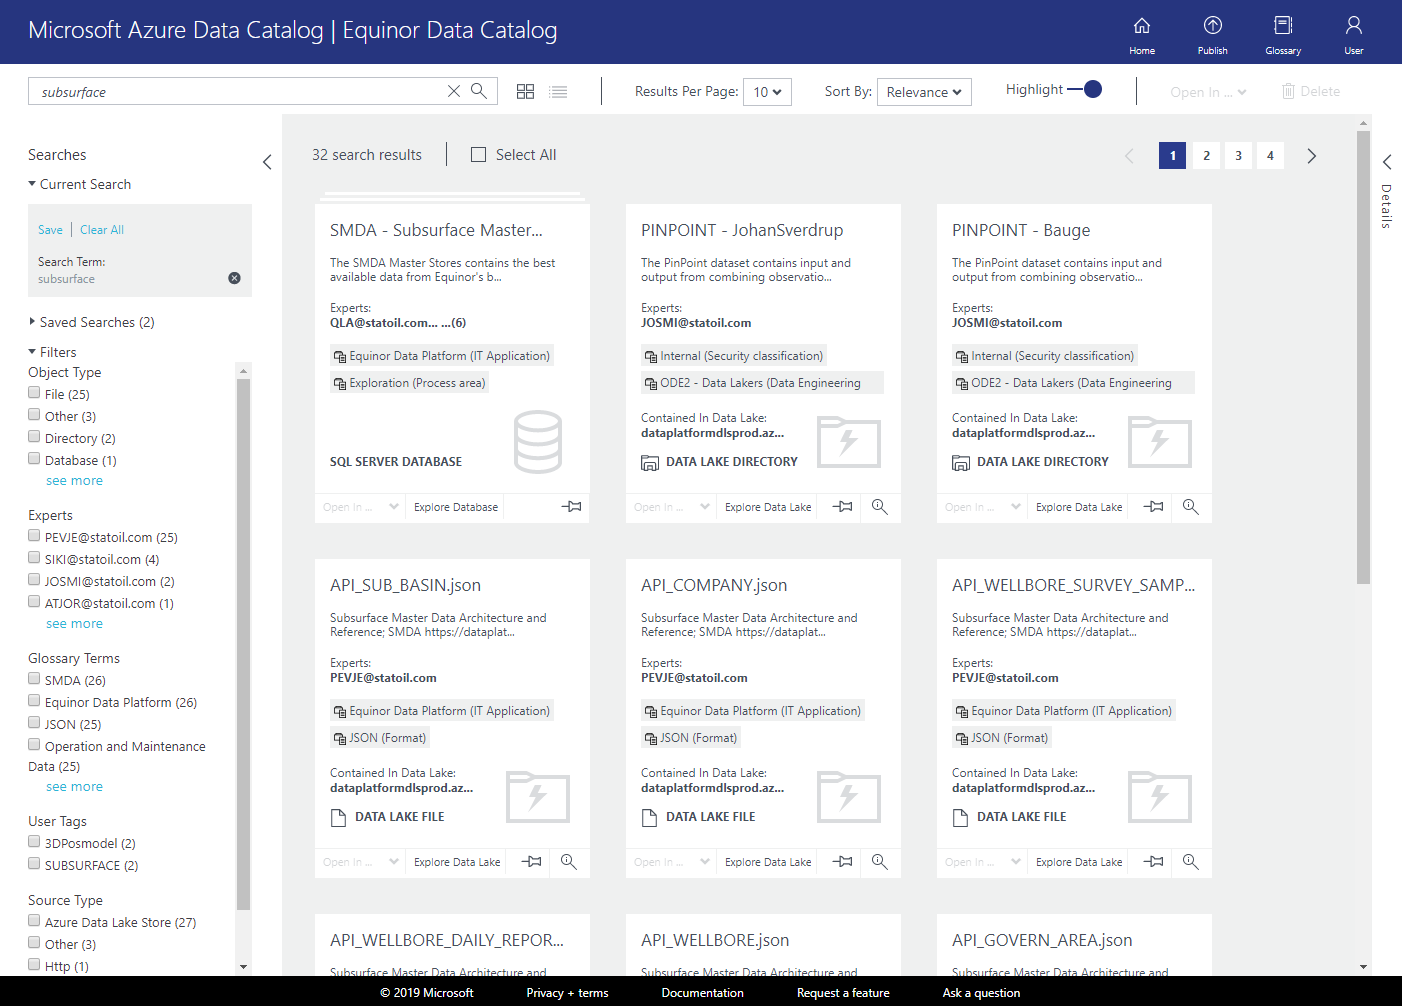 Microsoft Azure Data Catalog | Equinor Data Catalog
Home
Publish
Glossary
User
subsurface
Results Per Page:
10
Sort By:
Relevance
Highlight
Open In ...
Delete
Searches
Current Search
Save | Clear All
Search Term:
subsurface
Saved Searches (2)
Filters
Object Type
File (25)
Other (3)
Directory (2)
Database (1)
see more
Experts
PEVJE@statoil.com (25)
SIKI@statoil.com (4)
JOSMI@statoil.com (2)
ATJOR@statoil.com (1)
see more
Glossary Terms
SMDA (26)
Equinor Data Platform (26)
JSON (25)
Operation and Maintenance
Data (25)
see more
User Tags
3DPosmodel (2)
SUBSURFACE (2)
Source Type
Azure Data Lake Store (27)
Other (3)
Http (1)
32 search results
Select All
1
2
3
4
Details
SMDA - Subsurface Master...
The SMDA Master Stores contains the best
available data from Equinor's b...
Experts:
QLA@statoil.com... ...(6)
Equinor Data Platform (IT Application)
Exploration (Process area)
SQL SERVER DATABASE
Open In ...
Explore Database
PINPOINT - JohanSverdrup
The PinPoint dataset contains input and
output from combining observatio...
Experts:
JOSMI@statoil.com
Internal (Security classification)
ODE2 - Data Lakers (Data Engineering
Contained In Data Lake:
dataplatformdlsprod.az...
DATA LAKE DIRECTORY
Open In ...
Explore Data Lake
PINPOINT - Bauge
The PinPoint dataset contains input and
output from combining observatio...
Experts:
JOSMI@statoil.com
Internal (Security classification)
ODE2 - Data Lakers (Data Engineering
Contained In Data Lake:
dataplatformdlsprod.az...
DATA LAKE DIRECTORY
Open In ...
Explore Data Lake
API_SUB_BASIN.json
Subsurface Master Data Architecture and
Reference; SMDA https://dataplat...
Experts:
PEVJE@statoil.com
Equinor Data Platform (IT Application)
JSON (Format)
Contained In Data Lake:
dataplatformdlsprod.az...
DATA LAKE FILE
Open In ...
Explore Data Lake
API_COMPANY.json
Subsurface Master Data Architecture and
Reference; SMDA https://dataplat...
Experts:
PEVJE@statoil.com
Equinor Data Platform (IT Application)
JSON (Format)
Contained In Data Lake:
dataplatformdlsprod.az...
DATA LAKE FILE
Open In ...
Explore Data Lake
API_WELLBORE_SURVEY_SAMP...
Subsurface Master Data Architecture and
Reference; SMDA https://dataplat...
Experts:
PEVJE@statoil.com
Equinor Data Platform (IT Application)
JSON (Format)
Contained In Data Lake:
dataplatformdlsprod.az...
DATA LAKE FILE
Open In ...
Explore Data Lake
API_WELLBORE_DAILY_REPOR...
Subsurface Master Data Architecture and
API_WELLBORE.json
Subsurface Master Data Architecture and
API_GOVERN_AREA.json
Subsurface Master Data Architecture and
© 2019 Microsoft
Privacy + terms
Documentation
Request a feature
Ask a question